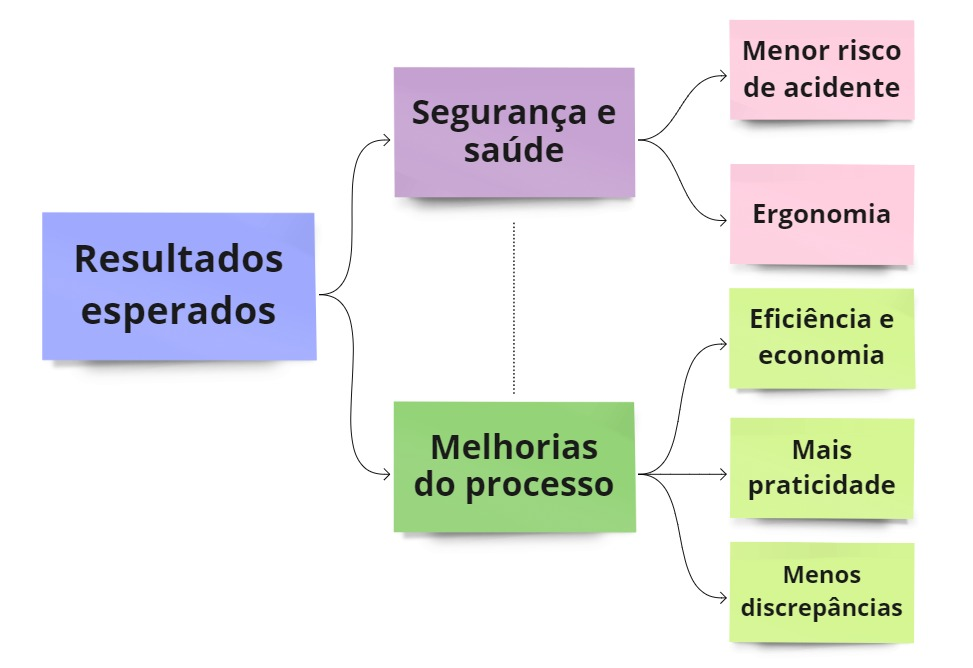 Resultados
esperados
Segurança e
saúde
Menor risco
de acidente
Ergonomia
Melhorias
do processo
Eficiência e
economia
Mais
praticidade
Menos
discrepâncias